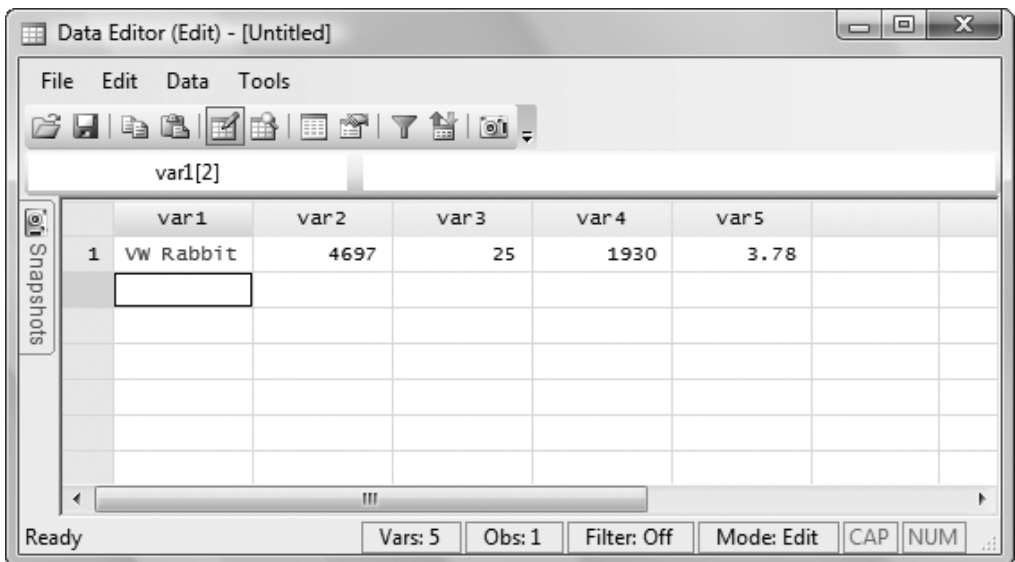 Data Editor (Edit) - [Untitled]
File Edit Data Tools
var1[2]
Snapshots
var1 var2 var3 var4 var5
1 VW Rabbit 4697 25 1930 3.78
Ready Vars: 5 Obs: 1 Filter: Off Mode: Edit CAP NUM